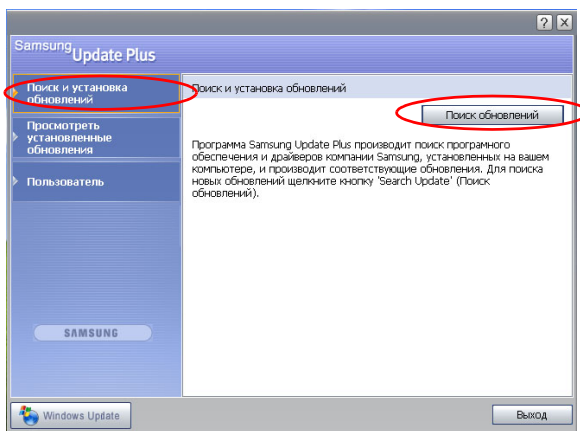 Samsung Update Plus
Поиск и установка
обновлений
Просмотреть
установленные
обновления
Пользователь
SAMSUNG
Windows Update
Поиск и установка обновлений
Поиск обновлений
Программа Samsung Update Plus производит поиск програмного
обеспечения и драйверов компании Samsung, установленных на вашем
компьютере, и производит соответствующие обновления. Для поиска
новых обновлений щелкните кнопку 'Search Update' (Поиск
обновлений).
Выход